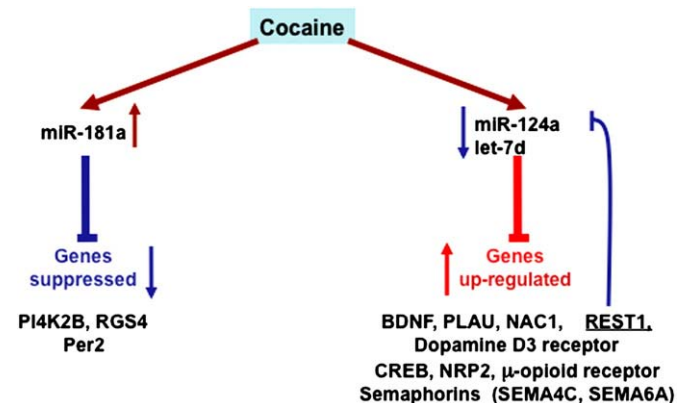 Cocaine
miR-181a
miR-124a
let-7d
Genes
suppressed
Genes
up-regulated
PI4K2B, RGS4
Per2
BDNF, PLAU, NAC1, REST1,
Dopamine D3 receptor
CREB, NRP2, µ-opioid receptor
Semaphorins (SEMA4C, SEMA6A)